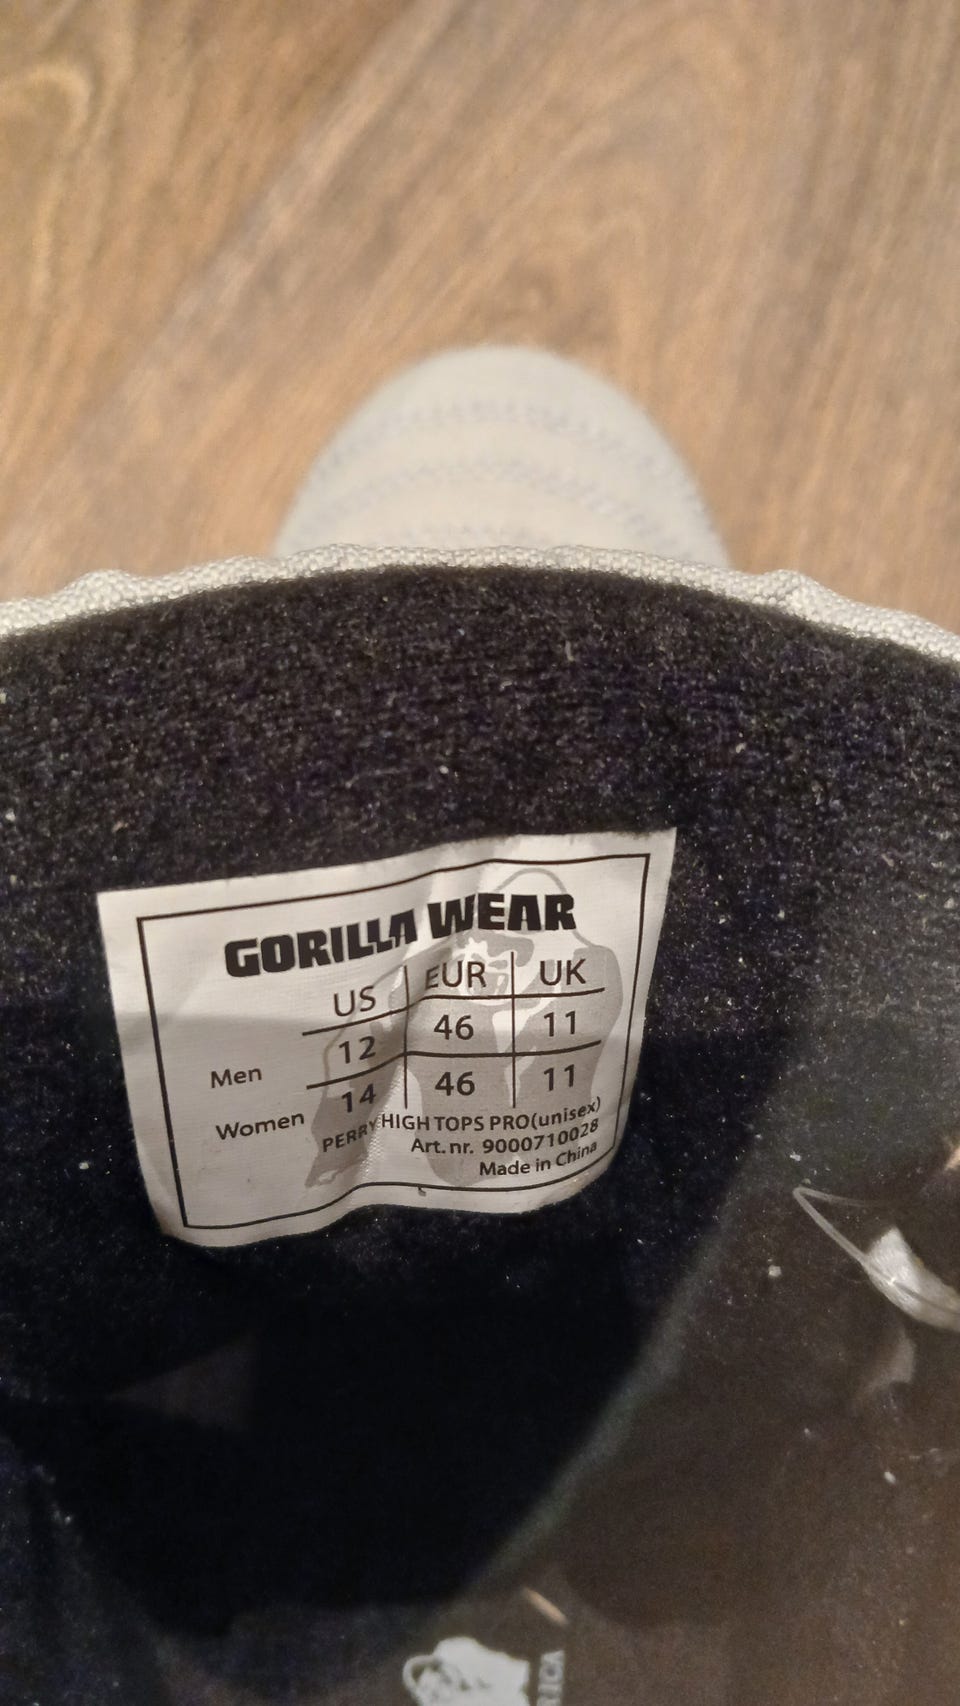 GORILLA WEAR
US EUR UK
Men 12 46 11
Women 14 46 11
PERRY HIGH TOPS PRO(unisex)
Art. nr. 9000710028
Made in China